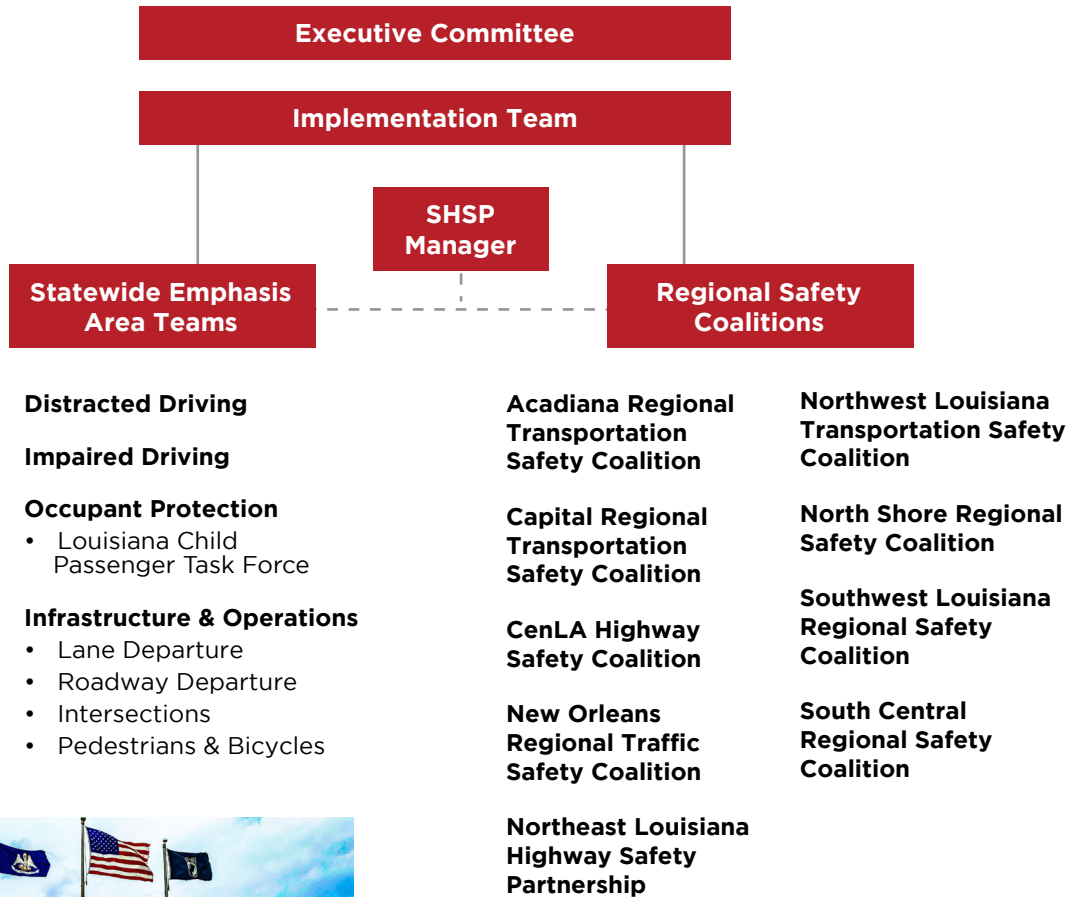 Executive Committee
Implementation Team
SHSP
Manager
Statewide Emphasis
Area Teams
Regional Safety
Coalitions
Distracted Driving
Impaired Driving
Occupant Protection
• Louisiana Child
Passenger Task Force
Infrastructure & Operations
• Lane Departure
• Roadway Departure
• Intersections
• Pedestrians & Bicycles
Acadiana Regional
Transportation
Safety Coalition
Capital Regional
Transportation
Safety Coalition
CenLA Highway
Safety Coalition
New Orleans
Regional Traffic
Safety Coalition
Northeast Louisiana
Highway Safety
Partnership
Northwest Louisiana
Transportation Safety
Coalition
North Shore Regional
Safety Coalition
Southwest Louisiana
Regional Safety
Coalition
South Central
Regional Safety
Coalition